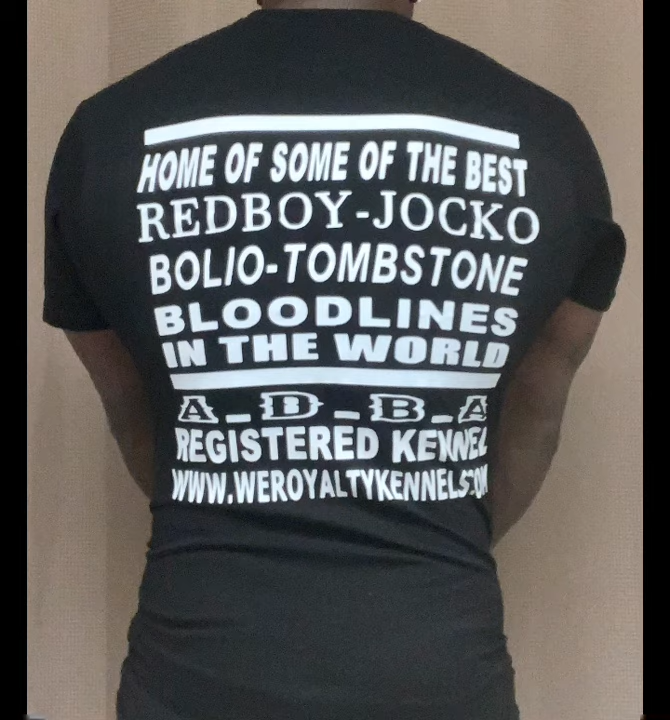 HOME OF SOME OF THE BEST
REDBOY-JOCKO
BOLIO-TOMBSTONE
BLOODLINES
IN THE WORLD
A_D_B_A
REGISTERED KENNEL
WWW.WEROYALTYKENNELS.COM